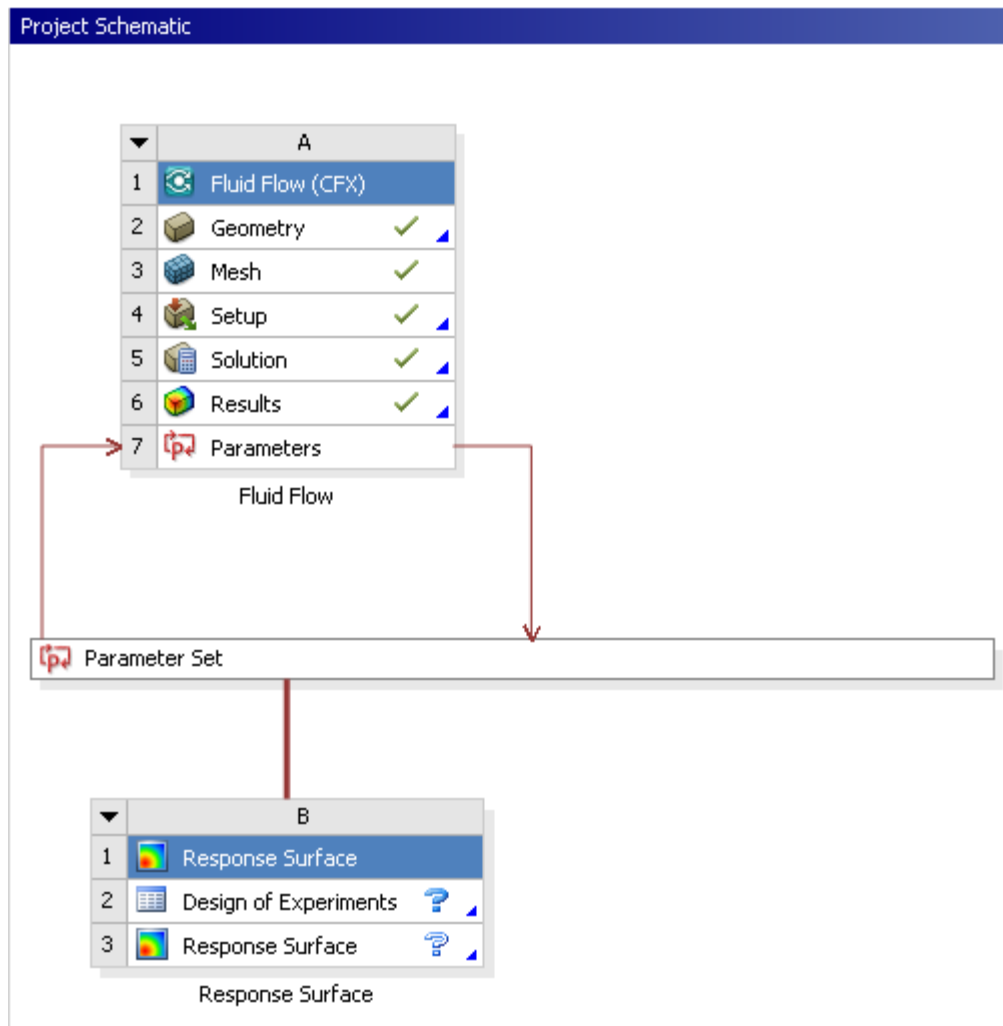 Project Schematic
A
1 Fluid Flow (CFX)
2 Geometry
3 Mesh
4 Setup
5 Solution
6 Results
7 Parameters
Fluid Flow
Parameter Set
B
1 Response Surface
2 Design of Experiments
3 Response Surface
Response Surface